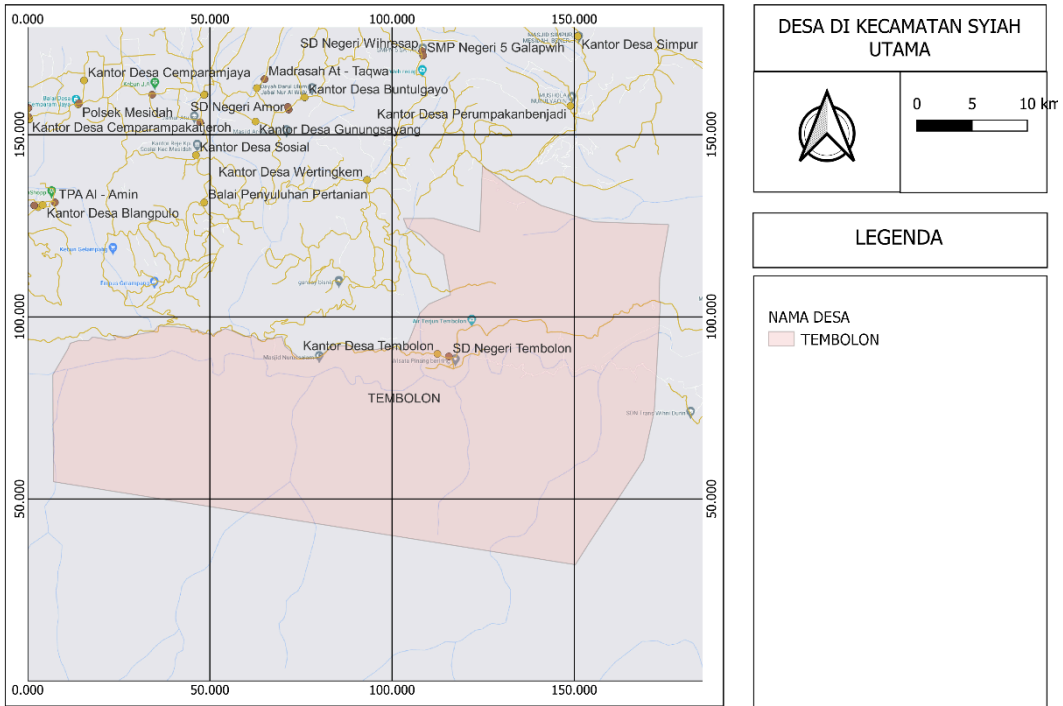 0.000 50.000 100.000 150.000
SD Negeri Wihresap
SMP Negeri 5 Galapwih
Kantor Desa Simpur
Kantor Desa Cemparamjaya
Madrasah At - Taqwa
Kantor Desa Buntulgayo
Polsek Mesidah
SD Negeri Amor
Kantor Desa Perumpakanbenjadi
Kantor Desa Cemparampakatjeroh
Kantor Desa Gunungsayang
Kantor Desa Sosial
Kantor Desa Wertingkem
TPA Al - Amin
Balai Penyuluhan Pertanian
Kantor Desa Blangpulo
Air Terjun Tembolon
Kantor Desa Tembolon
SD Negeri Tembolon
TEMBOLON
150.000
100.000
50.000
150.000
100.000
50.000
0.000 50.000 100.000 150.000
DESA DI KECAMATAN SYIAH
UTAMA
0 5 10 km
LEGENDA
NAMA DESA
TEMBOLON